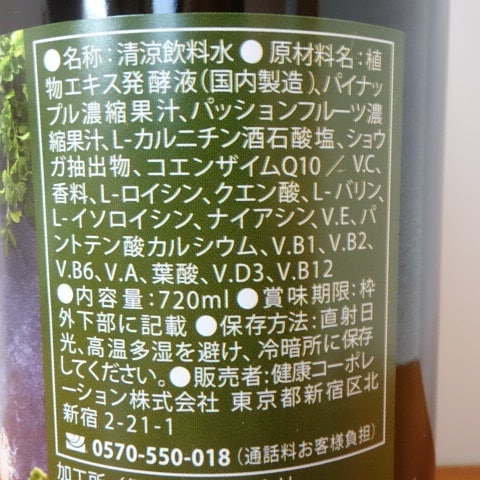 ●名称：清涼飲料水 ● 原材料名：植
物エキス発酵液（国内製造）、パイナッ
プル濃縮果汁、パッションフルーツ濃
縮果汁、L-カルニチン酒石酸塩、ショウ
ガ抽出物、コエンザイムQ10 ／ V.C、
香料、L-ロイシン、クエン酸、L-バリン、
L-イソロイシン、ナイアシン、V.E、パ
ントテン酸カルシウム、V.B1、V.B2、
V.B6、V.A、葉酸、V.D3、V.B12
●内容量：720ml ●賞味期限：枠
外下部に記載 ●保存方法：直射日
光、高温多湿を避け、冷暗所に保存
してください。●販売者：健康コーポレ
ーション株式会社 東京都新宿区北
新宿 2-21-1
0570-550-018（通話料お客様負担）
加工所